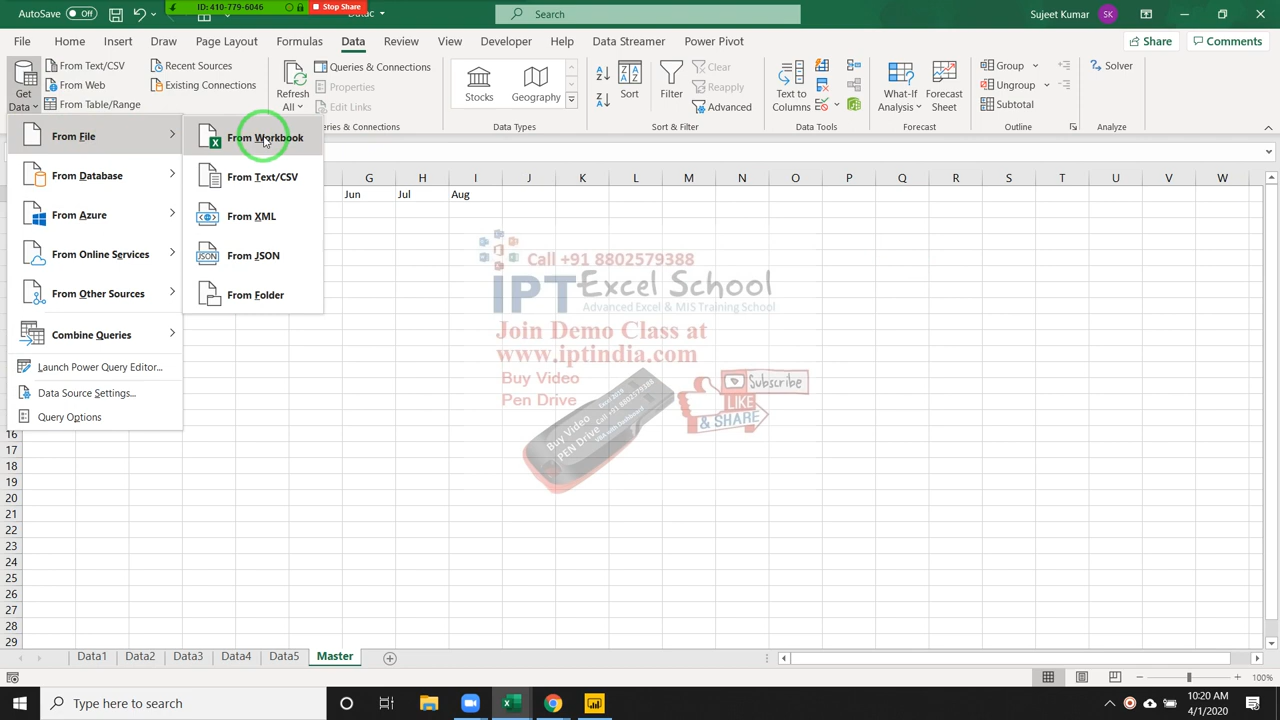 AutoSave Off
ID: 410-779-6046 Stop Share
Search
Sujeet Kumar SK
File Home Insert Draw Page Layout Formulas Data Review View Developer Help Data Streamer Power Pivot
Share Comments
Get Data
From Text/CSV
From Web
From Table/Range
Recent Sources
Existing Connections
Refresh All
Queries & Connections
Properties
Edit Links
Stocks Geography
Data Types
Sort
Filter
Clear
Reapply
Advanced
Sort & Filter
Text to Columns
Data Tools
What-If Analysis
Forecast Sheet
Forecast
Group
Ungroup
Subtotal
Outline
Solver
Analyze
From File
From Database
From Azure
From Online Services
From Other Sources
Combine Queries
Launch Power Query Editor...
Data Source Settings...
Query Options
From Workbook
From Text/CSV
From XML
JSON From JSON
From Folder
G H I J K L M N O P Q R S T U V W
Jun Jul Aug
Call +91 8802579388
IPT Excel School
Advanced Excel & MIS Training School
Join Demo Class at
www.iptindia.com
Buy Video
Pen Drive
Buy Video
PEN Drive
Subscribe
LIKE
& SHARE
16
17
18
19
20
21
22
23
24
25
26
27
28
29
Data1 Data2 Data3 Data4 Data5 Master
100%
Type here to search
10:20 AM
4/1/2020